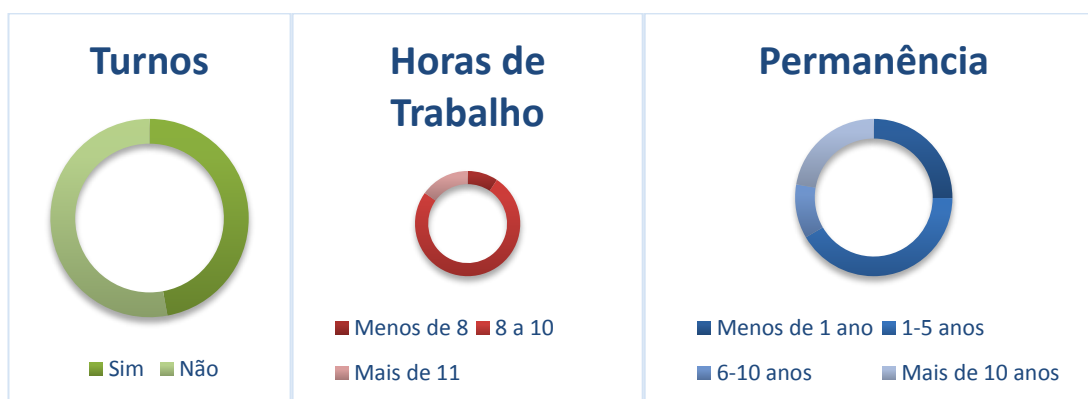 Turnos
Sim Não
Horas de
Trabalho
Menos de 8 8 a 10
Mais de 11
Permanência
Menos de 1 ano 1-5 anos
6-10 anos Mais de 10 anos